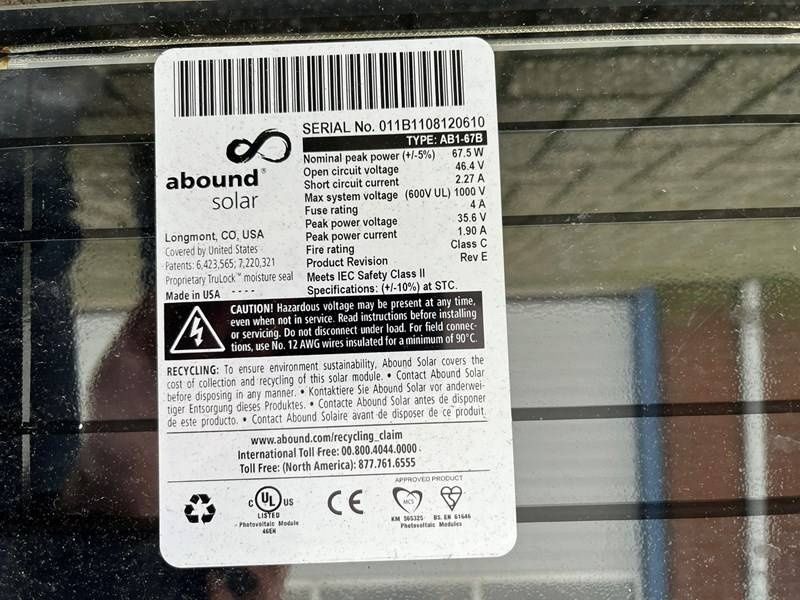 SERIAL No. 011B1108120610
TYPE: AB1-67B
Nominal peak power (+/-5%) 67.5 W
Open circuit voltage 46.4 V
Short circuit current 2.27 A
Max system voltage (600V UL) 1000 V
Fuse rating 4 A
Peak power voltage 35.6 V
Peak power current 1.90 A
Fire rating Class C
Product Revision Rev E
Meets IEC Safety Class II
Specifications: (+/-10%) at STC.
abound®
solar
Longmont, CO, USA
Covered by United States
Patents: 6,423,565; 7,220,321
Proprietary TruLock™ moisture seal
Made in USA - - - -
CAUTION! Hazardous voltage may be present at any time,
even when not in service. Read instructions before installing
or servicing. Do not disconnect under load. For field connec-
tions, use No. 12 AWG wires insulated for a minimum of 90°C.
RECYCLING: To ensure environment sustainability, Abound Solar covers the
cost of collection and recycling of this solar module. • Contact Abound Solar
before disposing in any manner. • Kontaktiere Sie Abound Solar vor anderwei-
tiger Entsorgung dieses Produktes. • Contacte Abound Solar antes de disponer
de este producto. • Contact Abound Solaire avant de disposer de ce produit.
www.abound.com/recycling_claim
International Toll Free: 00.800.4044.0000
Toll Free: (North America): 877.761.6555
C UL US
LISTED
Photovoltaic Module
46EH
CE
APPROVED PRODUCT
MCS
KM 565325 BS. EN 61646
Photovoltaic Modules